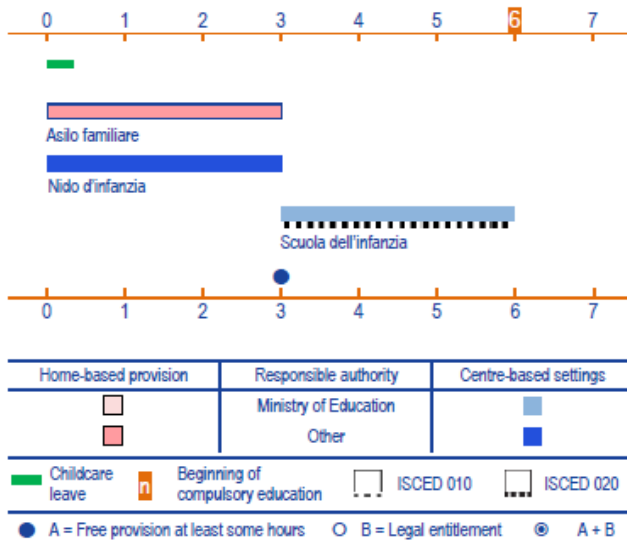 0 1 2 3 4 5 6 7
Asilo familiare
Nido d'infanzia
Scuola dell'infanzia
0 1 2 3 4 5 6 7
Home-based provision Responsible authority Centre-based settings
Ministry of Education
Other
Childcare leave n Beginning of compulsory education ISCED 010 ISCED 020
A = Free provision at least some hours B = Legal entitlement A + B